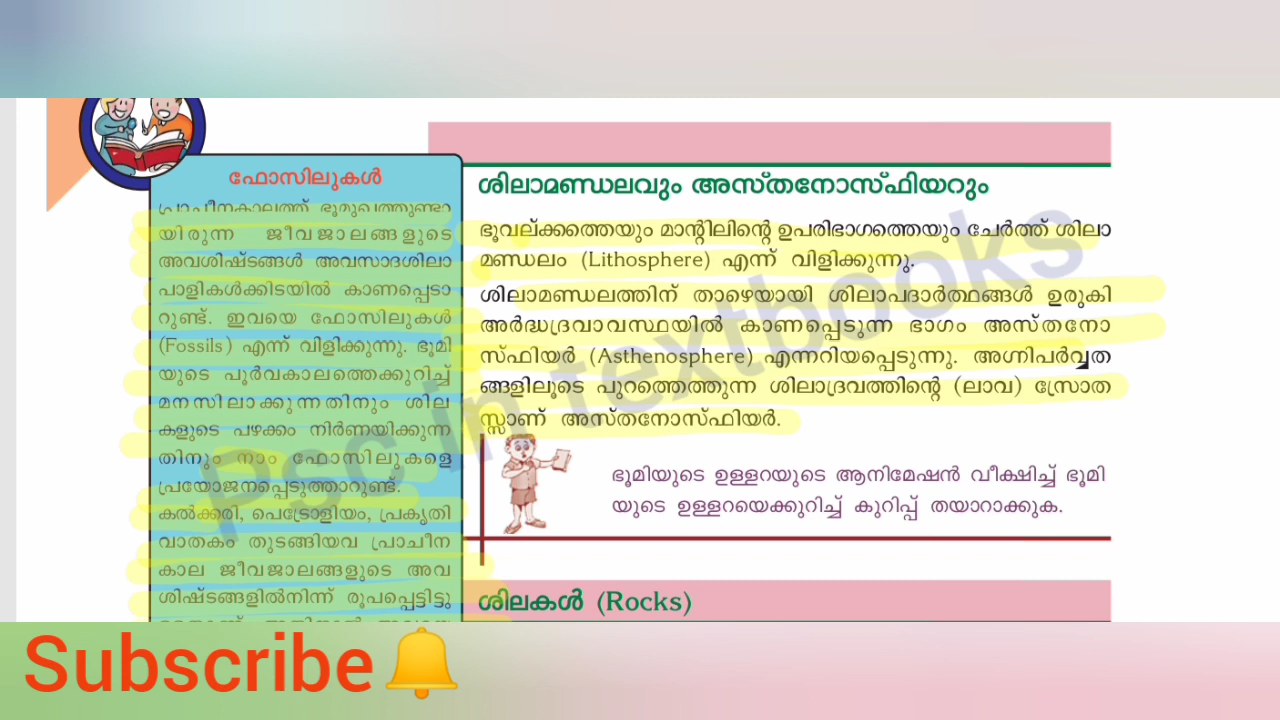 ഫോസിലുകൾ
പ്രാചീനകാലത്ത് ഭൂമുഖത്തുണ്ടാ
യിരുന്ന ജീവജാലങ്ങളുടെ
അവശിഷ്ടങ്ങൾ അവസാദശിലാ
പാളികൾക്കിടയിൽ കാണപ്പെടാ
റുണ്ട്. ഇവയെ ഫോസിലുകൾ
(Fossils) എന്ന് വിളിക്കുന്നു. ഭൂമി
യുടെ പൂർവകാലത്തെക്കുറിച്ച്
മനസിലാക്കുന്നതിനും ശില
കളുടെ പഴക്കം നിർണയിക്കുന്ന
തിനും നാം ഫോസിലുകളെ
പ്രയോജനപ്പെടുത്താറുണ്ട്.
കൽക്കരി, പെട്രോളിയം, പ്രകൃതി
വാതകം തുടങ്ങിയവ പ്രാചീന
കാല ജീവജാലങ്ങളുടെ അവ
ശിഷ്ടങ്ങളിൽനിന്ന് രൂപപ്പെട്ടിട്ടു
ശിലാമണ്ഡലവും അസ്തനോസ്ഫിയറും
ഭൂവല്ക്കത്തെയും മാന്റിലിന്റെ ഉപരിഭാഗത്തെയും ചേർത്ത് ശിലാ
മണ്ഡലം (Lithosphere) എന്ന് വിളിക്കുന്നു.
ശിലാമണ്ഡലത്തിന് താഴെയായി ശിലാപദാർത്ഥങ്ങൾ ഉരുകി
അർദ്ധദ്രവാവസ്ഥയിൽ കാണപ്പെടുന്ന ഭാഗം അസ്തനോ
സ്ഫിയർ (Asthenosphere) എന്നറിയപ്പെടുന്നു. അഗ്നിപർവ്വത
ങ്ങളിലൂടെ പുറത്തെത്തുന്ന ശിലാദ്രവത്തിന്റെ (ലാവ) സ്രോത
സ്സാണ് അസ്തനോസ്ഫിയർ.
ഭൂമിയുടെ ഉള്ളറയുടെ ആനിമേഷൻ വീക്ഷിച്ച് ഭൂമി
യുടെ ഉള്ളറയെക്കുറിച്ച് കുറിപ്പ് തയാറാക്കുക.
ശിലകൾ (Rocks)
Psc in textbooks
Subscribe